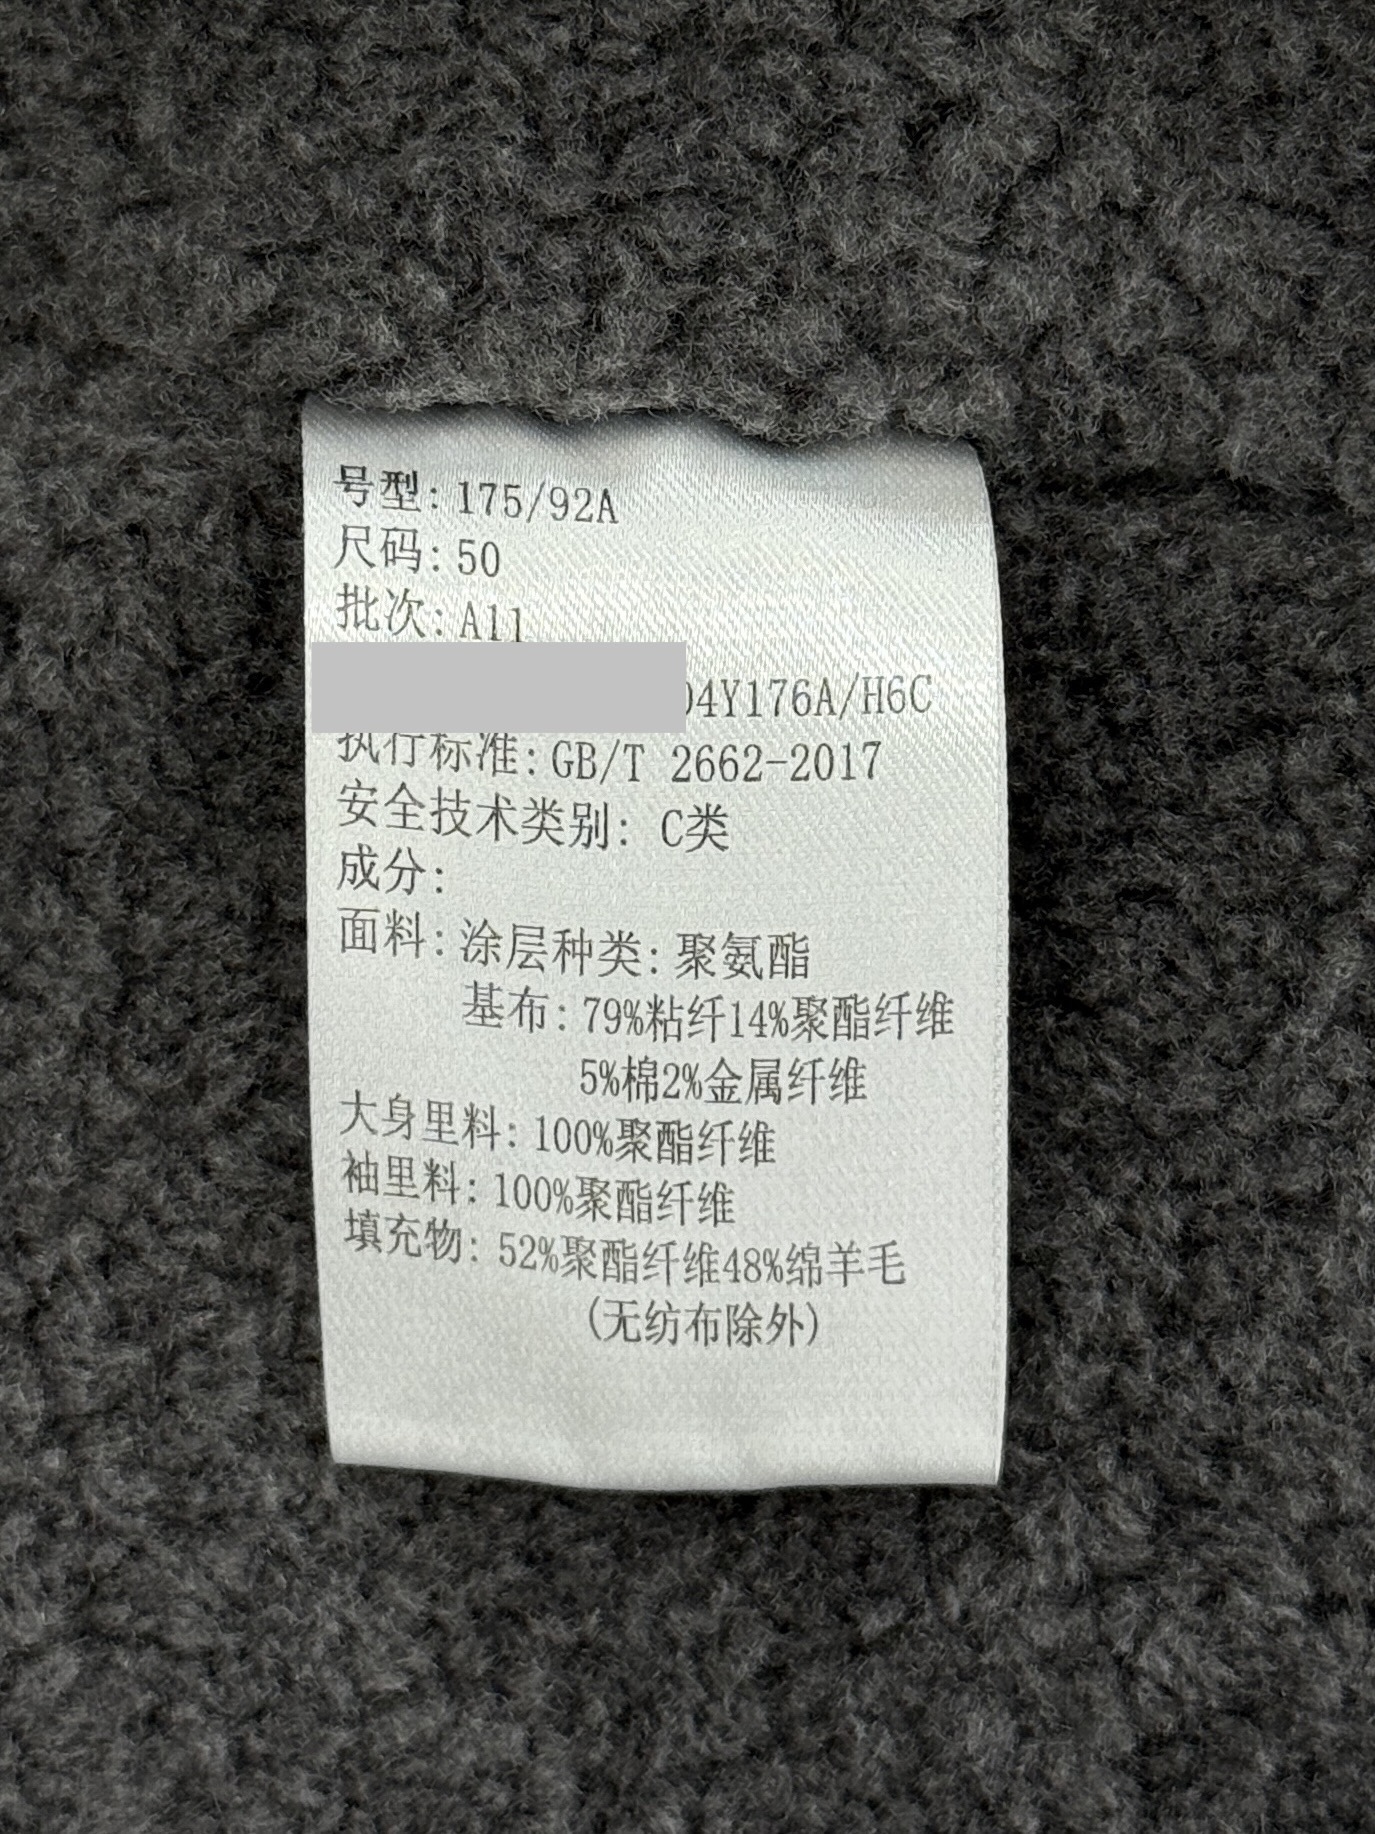 号型: 175/92A
尺码: 50
批次: A11
04Y176A/H6C
执行标准: GB/T 2662-2017
安全技术类别: C类
成分:
面料: 涂层种类: 聚氨酯
基布: 79%粘纤14%聚酯纤维
5%棉2%金属纤维
大身里料: 100%聚酯纤维
袖里料: 100%聚酯纤维
填充物: 52%聚酯纤维48%绵羊毛
(无纺布除外)